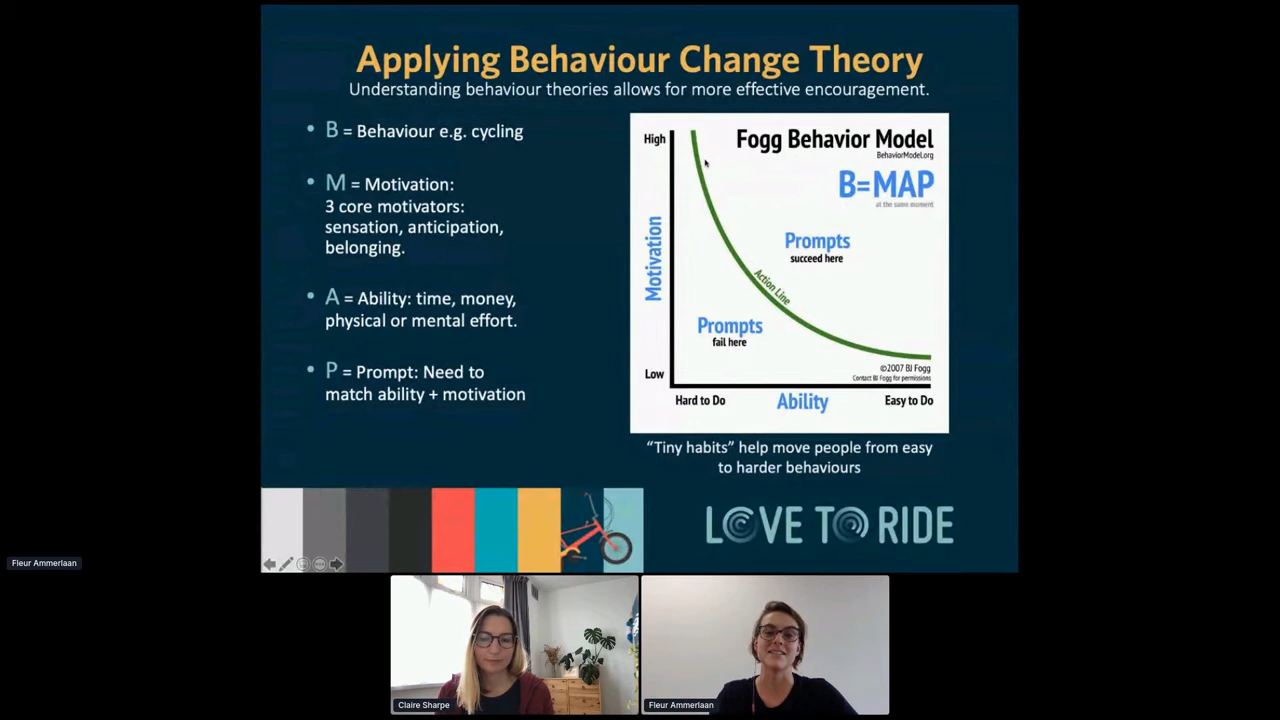 Applying Behaviour Change Theory
Understanding behaviour theories allows for more effective encouragement.
• B = Behaviour e.g. cycling
• M = Motivation:
3 core motivators:
sensation, anticipation,
belonging.
• A = Ability: time, money,
physical or mental effort.
• P = Prompt: Need to
match ability + motivation
High
Fogg Behavior Model
BehaviorModel.org
B=MAP
at the same moment
Motivation
Prompts
succeed here
Action Line
Prompts
fail here
Low
©2007 BJ Fogg
Contact BJ Fogg for permissions
Hard to Do
Ability
Easy to Do
“Tiny habits” help move people from easy
to harder behaviours
LOVE TO RIDE
Fleur Ammerlaan
Claire Sharpe
Fleur Ammerlaan